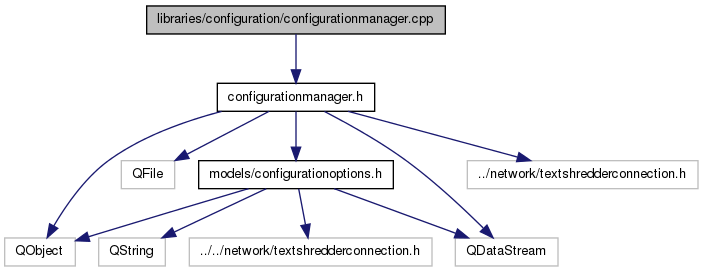 libraries/configuration/configurationmanager.cpp
configurationmanager.h
QFile
models/configurationoptions.h
../network/textshredderconnection.h
QObject
QString
../../network/textshredderconnection.h
QDataStream